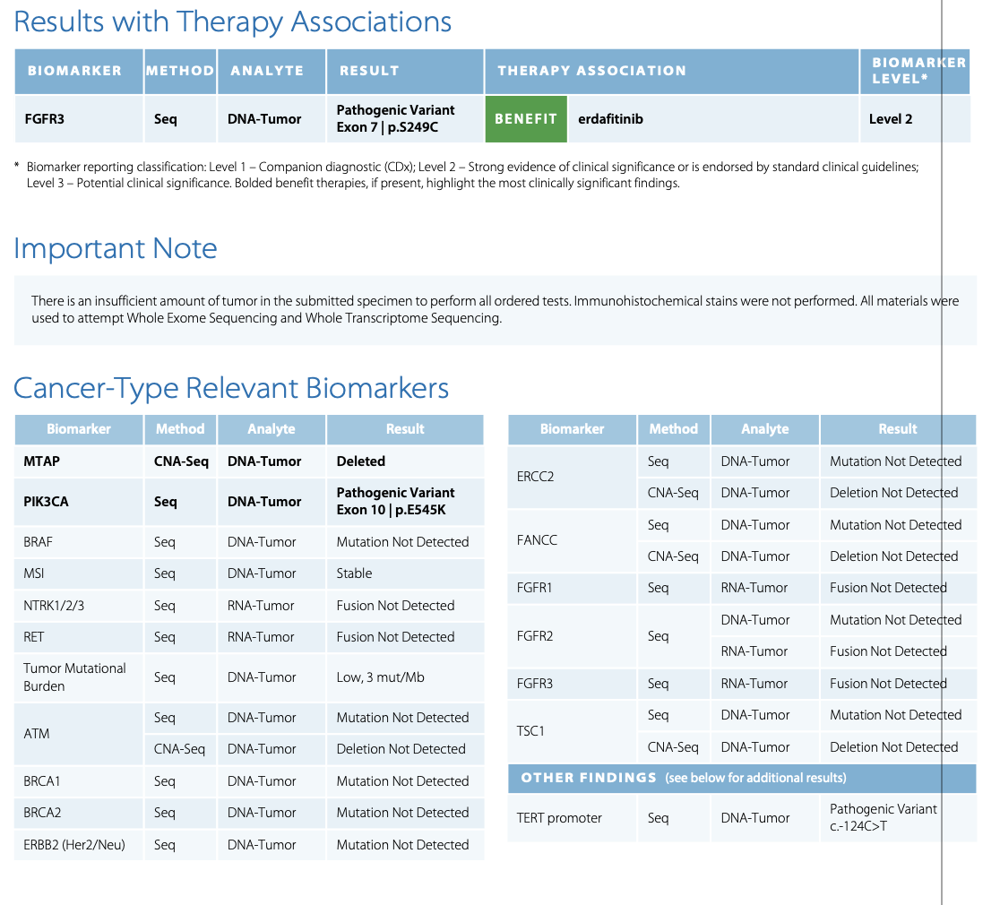 Results with Therapy Associations
BIOMARKER METHOD ANALYTE RESULT THERAPY ASSOCIATION BIOMARKER LEVEL*
FGFR3 Seq DNA-Tumor Pathogenic Variant Exon 7 | p.S249C BENEFIT erdafitinib Level 2
* Biomarker reporting classification: Level 1 – Companion diagnostic (CDx); Level 2 – Strong evidence of clinical significance or is endorsed by standard clinical guidelines;
Level 3 – Potential clinical significance. Bolded benefit therapies, if present, highlight the most clinically significant findings.
Important Note
There is an insufficient amount of tumor in the submitted specimen to perform all ordered tests. Immunohistochemical stains were not performed. All materials were
used to attempt Whole Exome Sequencing and Whole Transcriptome Sequencing.
Cancer-Type Relevant Biomarkers
Biomarker Method Analyte Result
MTAP CNA-Seq DNA-Tumor Deleted
PIK3CA Seq DNA-Tumor Pathogenic Variant Exon 10 | p.E545K
BRAF Seq DNA-Tumor Mutation Not Detected
MSI Seq DNA-Tumor Stable
NTRK1/2/3 Seq RNA-Tumor Fusion Not Detected
RET Seq RNA-Tumor Fusion Not Detected
Tumor Mutational Burden Seq DNA-Tumor Low, 3 mut/Mb
ATM Seq DNA-Tumor Mutation Not Detected
CNA-Seq DNA-Tumor Deletion Not Detected
BRCA1 Seq DNA-Tumor Mutation Not Detected
BRCA2 Seq DNA-Tumor Mutation Not Detected
ERBB2 (Her2/Neu) Seq DNA-Tumor Mutation Not Detected
Biomarker Method Analyte Result
ERCC2 Seq DNA-Tumor Mutation Not Detected
CNA-Seq DNA-Tumor Deletion Not Detected
FANCC Seq DNA-Tumor Mutation Not Detected
CNA-Seq DNA-Tumor Deletion Not Detected
FGFR1 Seq RNA-Tumor Fusion Not Detected
FGFR2 Seq DNA-Tumor Mutation Not Detected
RNA-Tumor Fusion Not Detected
FGFR3 Seq RNA-Tumor Fusion Not Detected
TSC1 Seq DNA-Tumor Mutation Not Detected
CNA-Seq DNA-Tumor Deletion Not Detected
OTHER FINDINGS (see below for additional results)
TERT promoter Seq DNA-Tumor Pathogenic Variant c.-124C>T